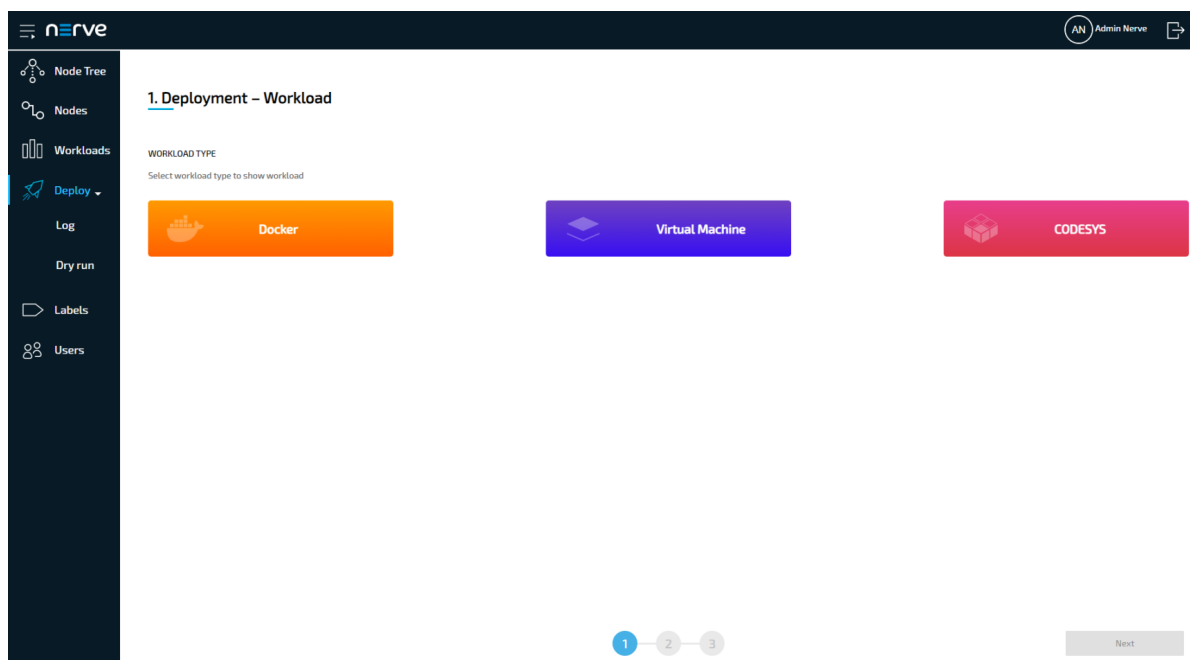 nerve
AN Admin Nerve
Node Tree
Nodes
Workloads
Deploy
Log
Dry run
Labels
Users
1. Deployment – Workload
WORKLOAD TYPE
Select workload type to show workload
Docker
Virtual Machine
CODESYS
1 2 3
Next